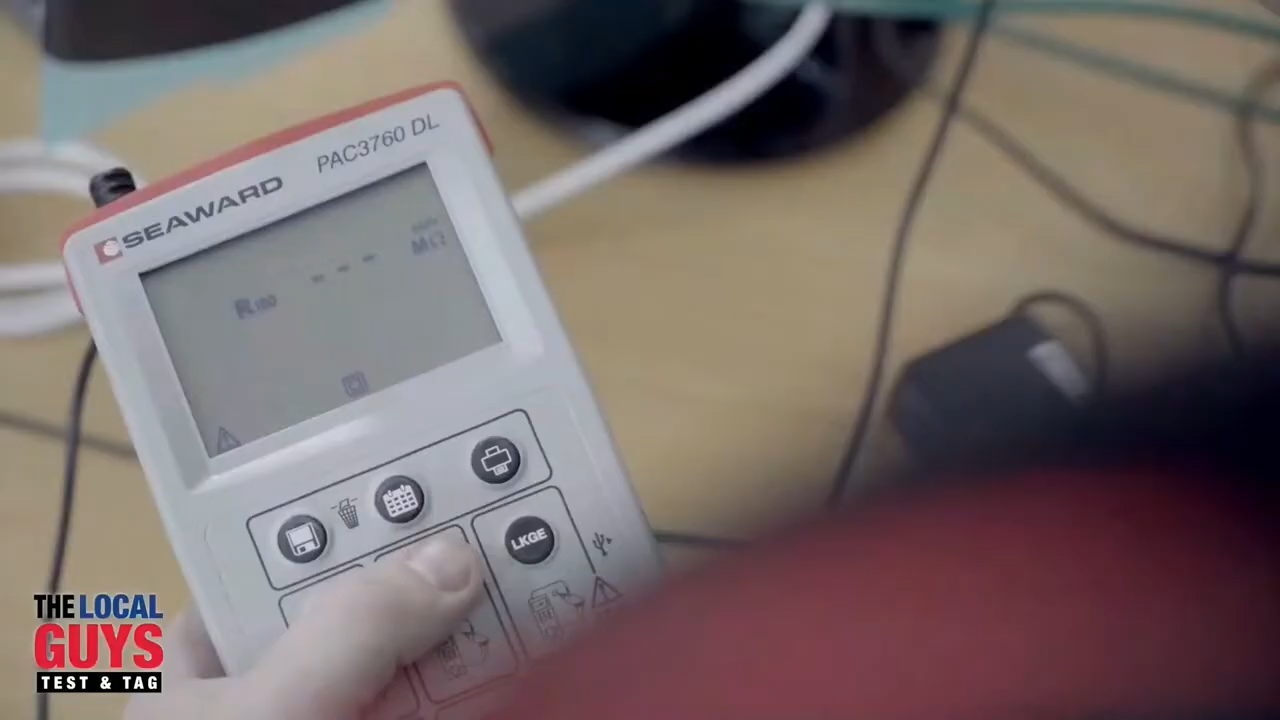 PAC3760 DL
SEAWARD
MΩ
- - -
LKGE
THE LOCAL
GUYS
TEST & TAG